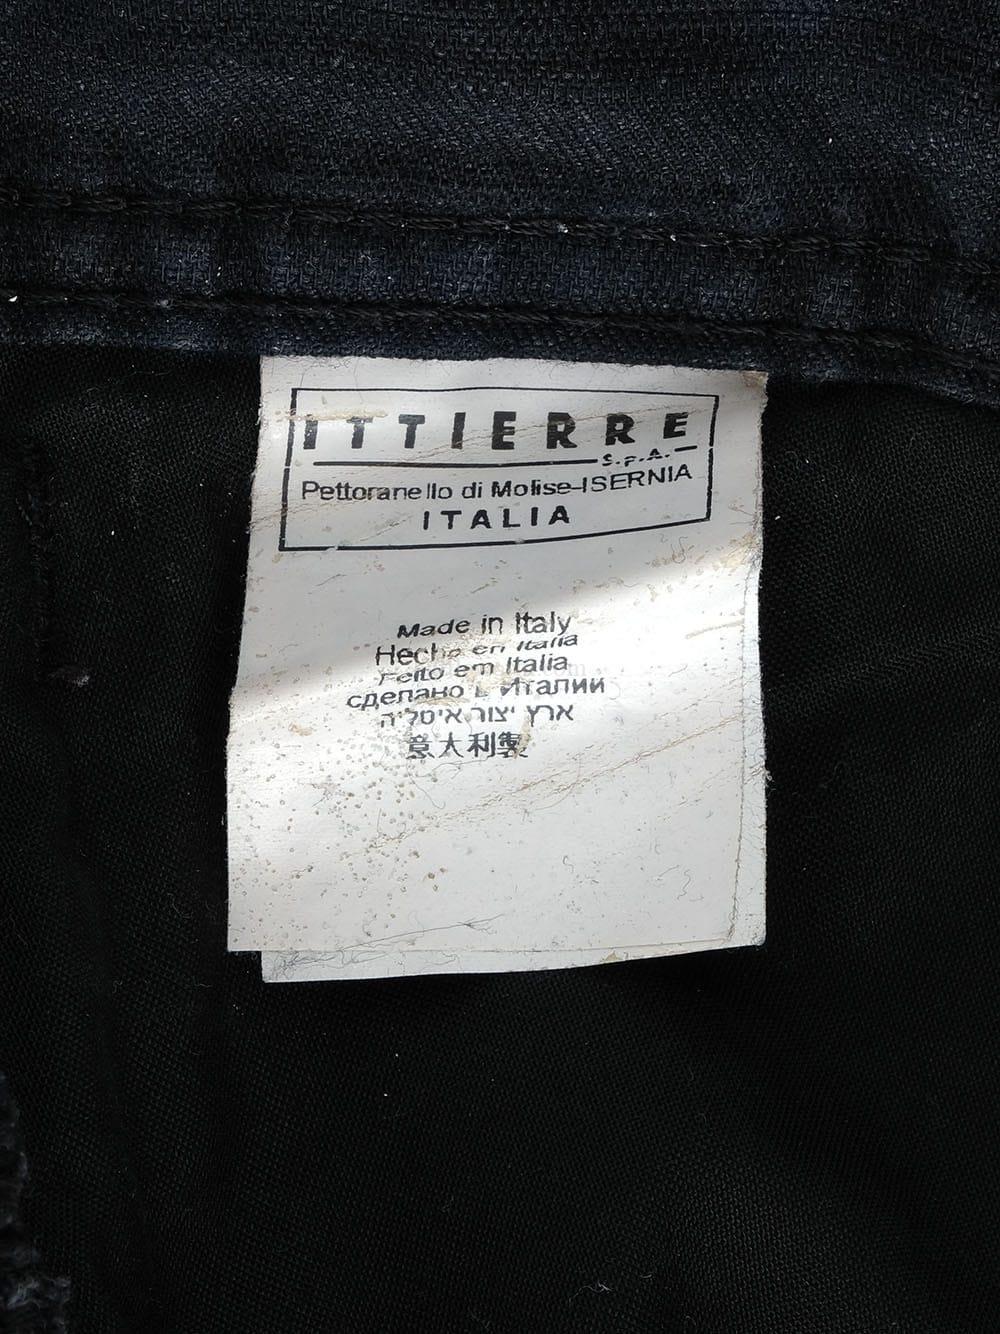 ITTIERRE
S.p.A.
Pettoranello di Molise-ISERNIA
ITALIA
Made in Italy
Hecho en Italia
Feito em Italia
сделано в Италии
ארץ יצור איטליה
意大利製